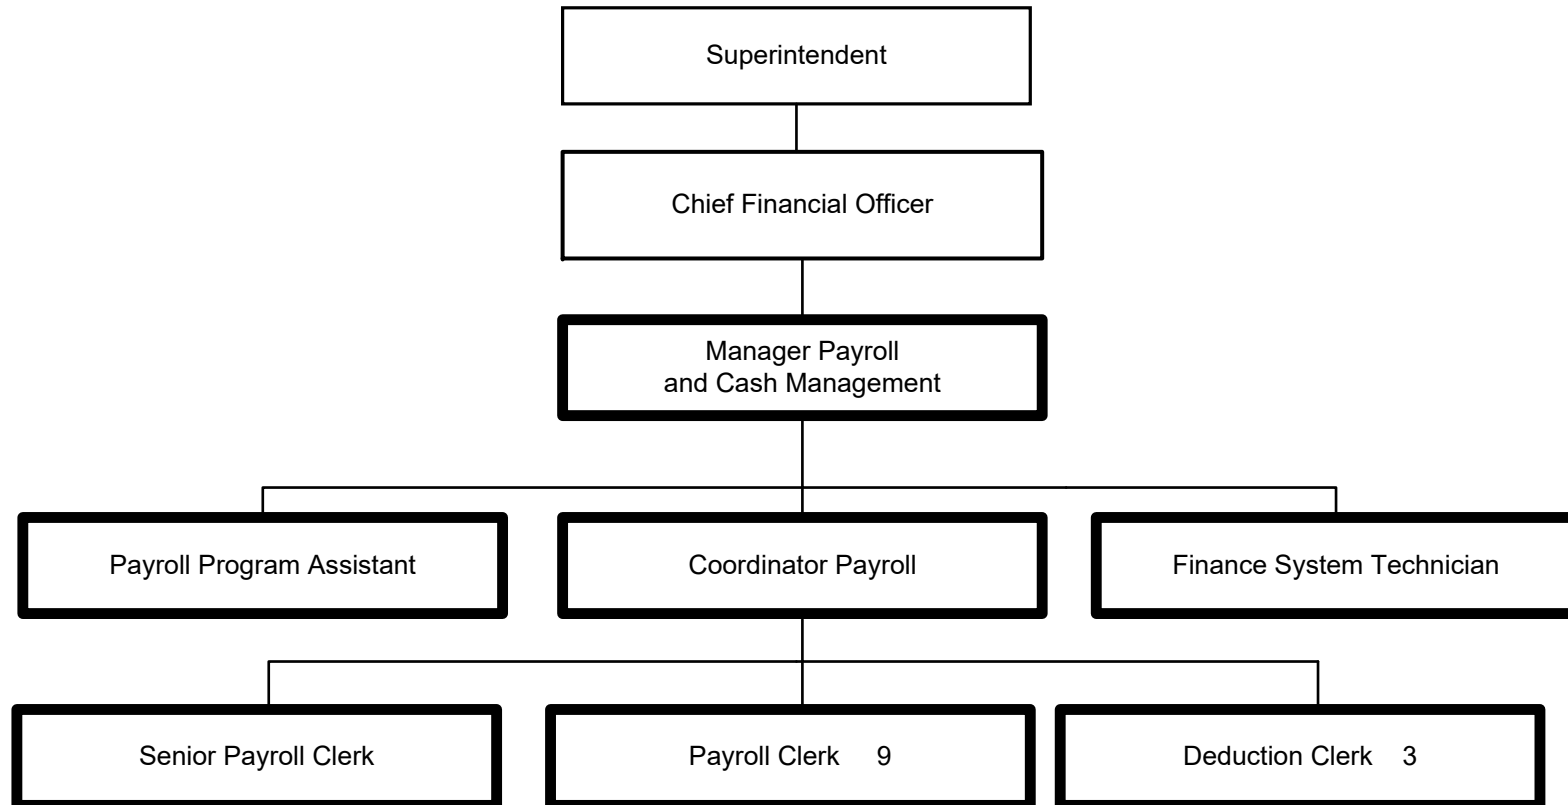 Superintendent
Chief Financial Officer
Manager Payroll
and Cash Management
Payroll Program Assistant
Coordinator Payroll
Finance System Technician
Senior Payroll Clerk
Payroll Clerk 9
Deduction Clerk 3